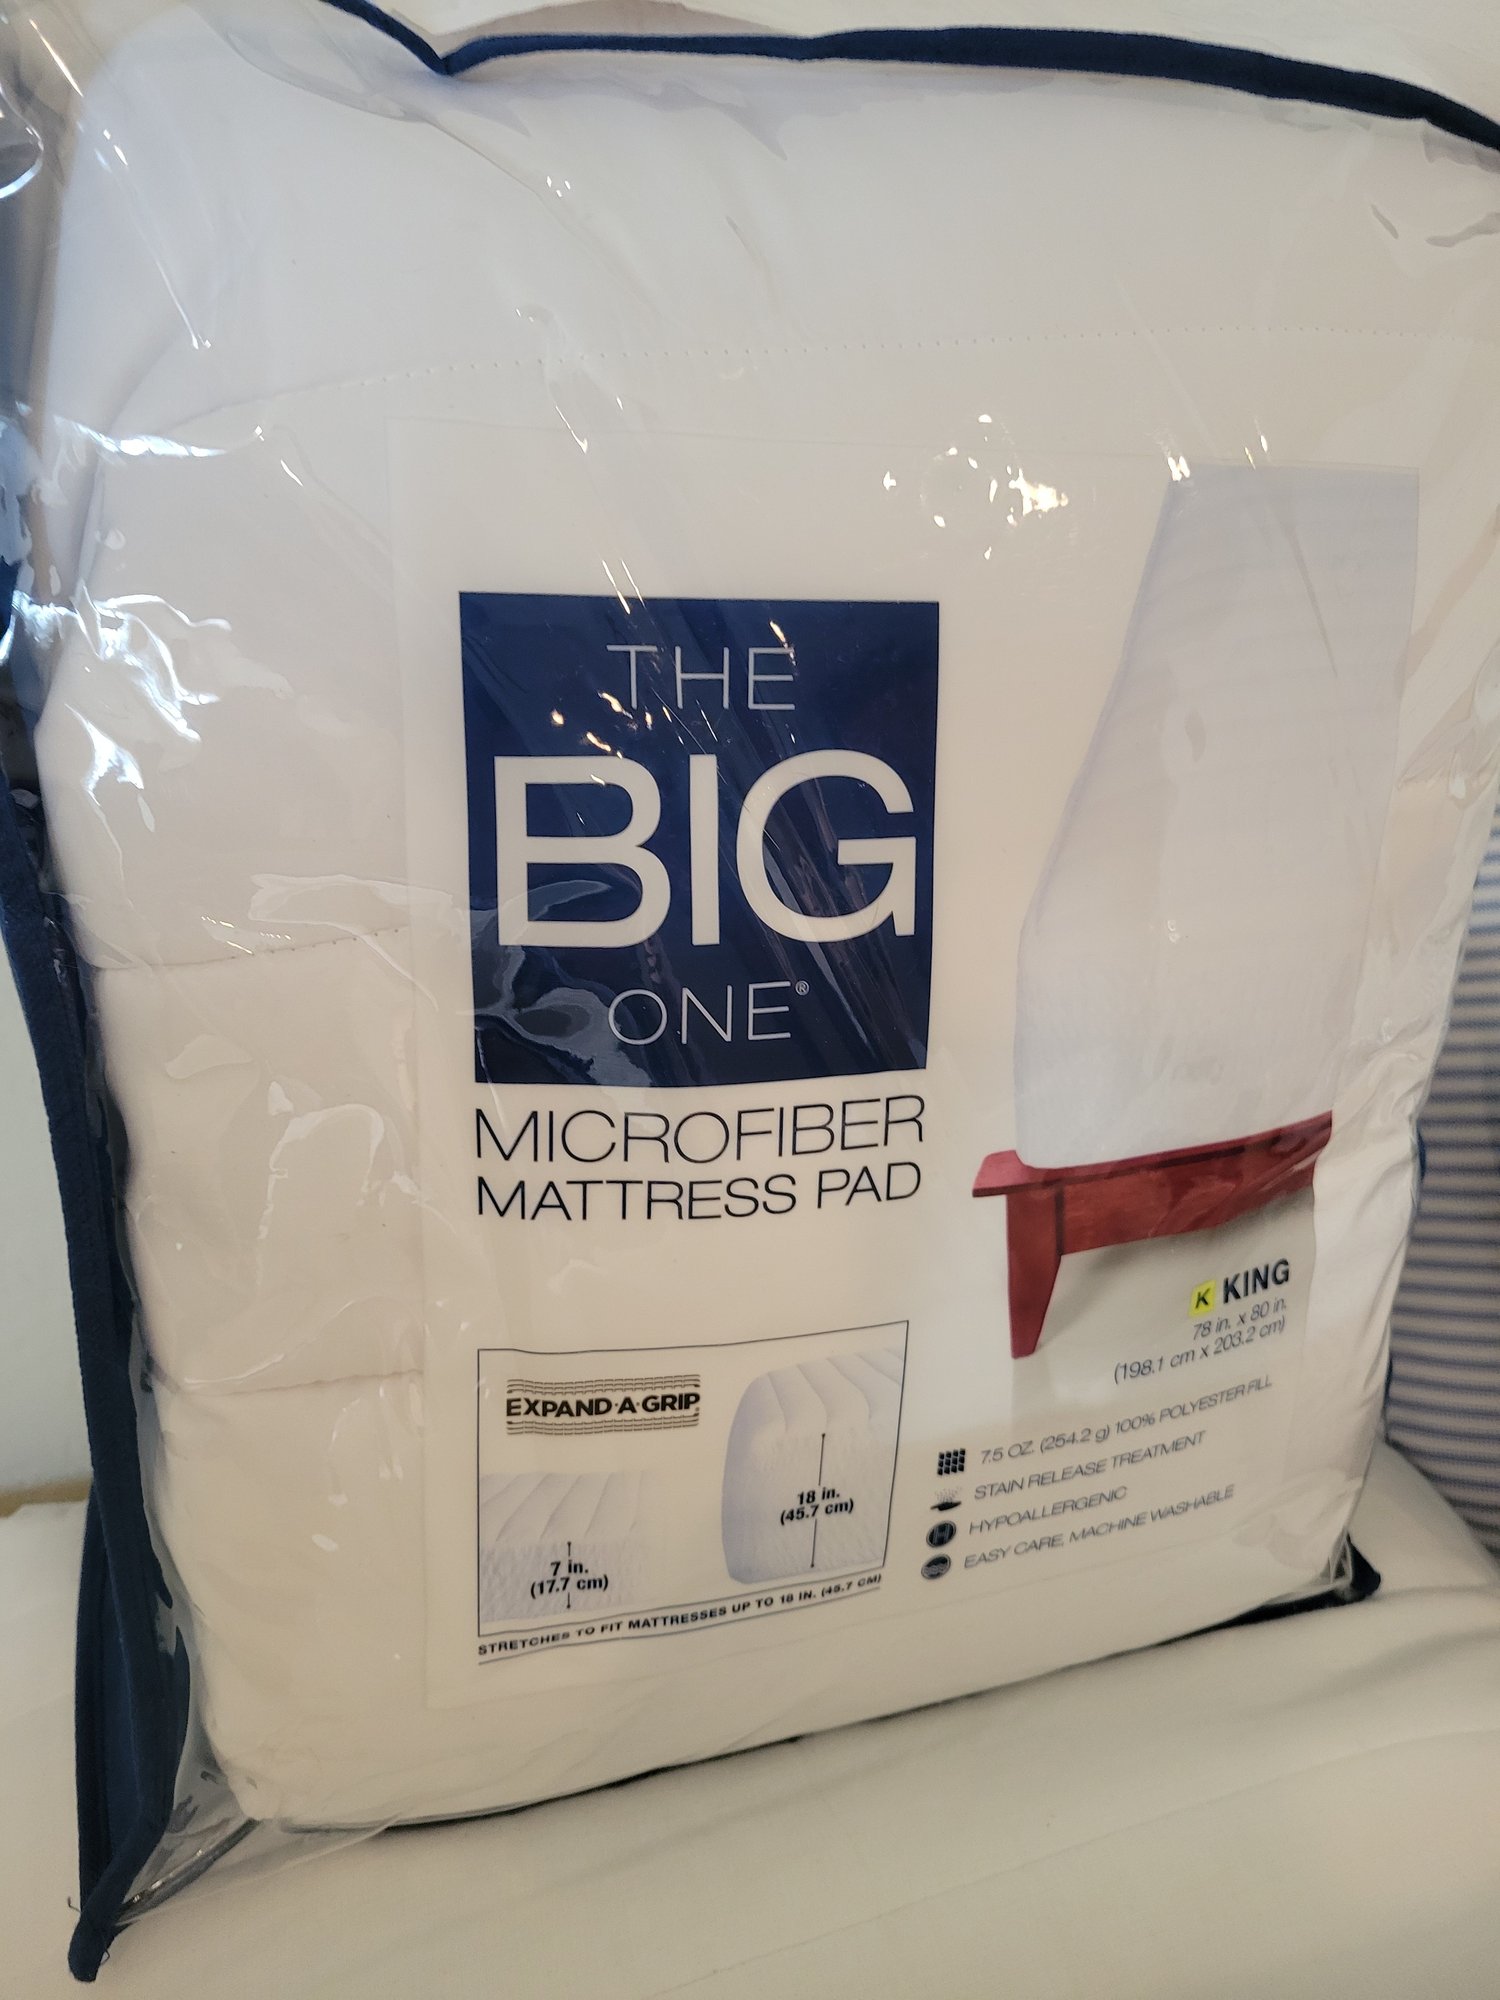 THE
BIG
ONE®
MICROFIBER
MATTRESS PAD
K KING
78 in. x 80 in.
(198.1 cm x 203.2 cm)
EXPAND·A·GRIP
7 in.
(17.7 cm)
18 in.
(45.7 cm)
STRETCHES TO FIT MATTRESSES UP TO 18 IN. (45.7 CM)
7.5 OZ. (254.2 g) 100% POLYESTER FILL
STAIN RELEASE TREATMENT
H HYPOALLERGENIC
EASY CARE, MACHINE WASHABLE